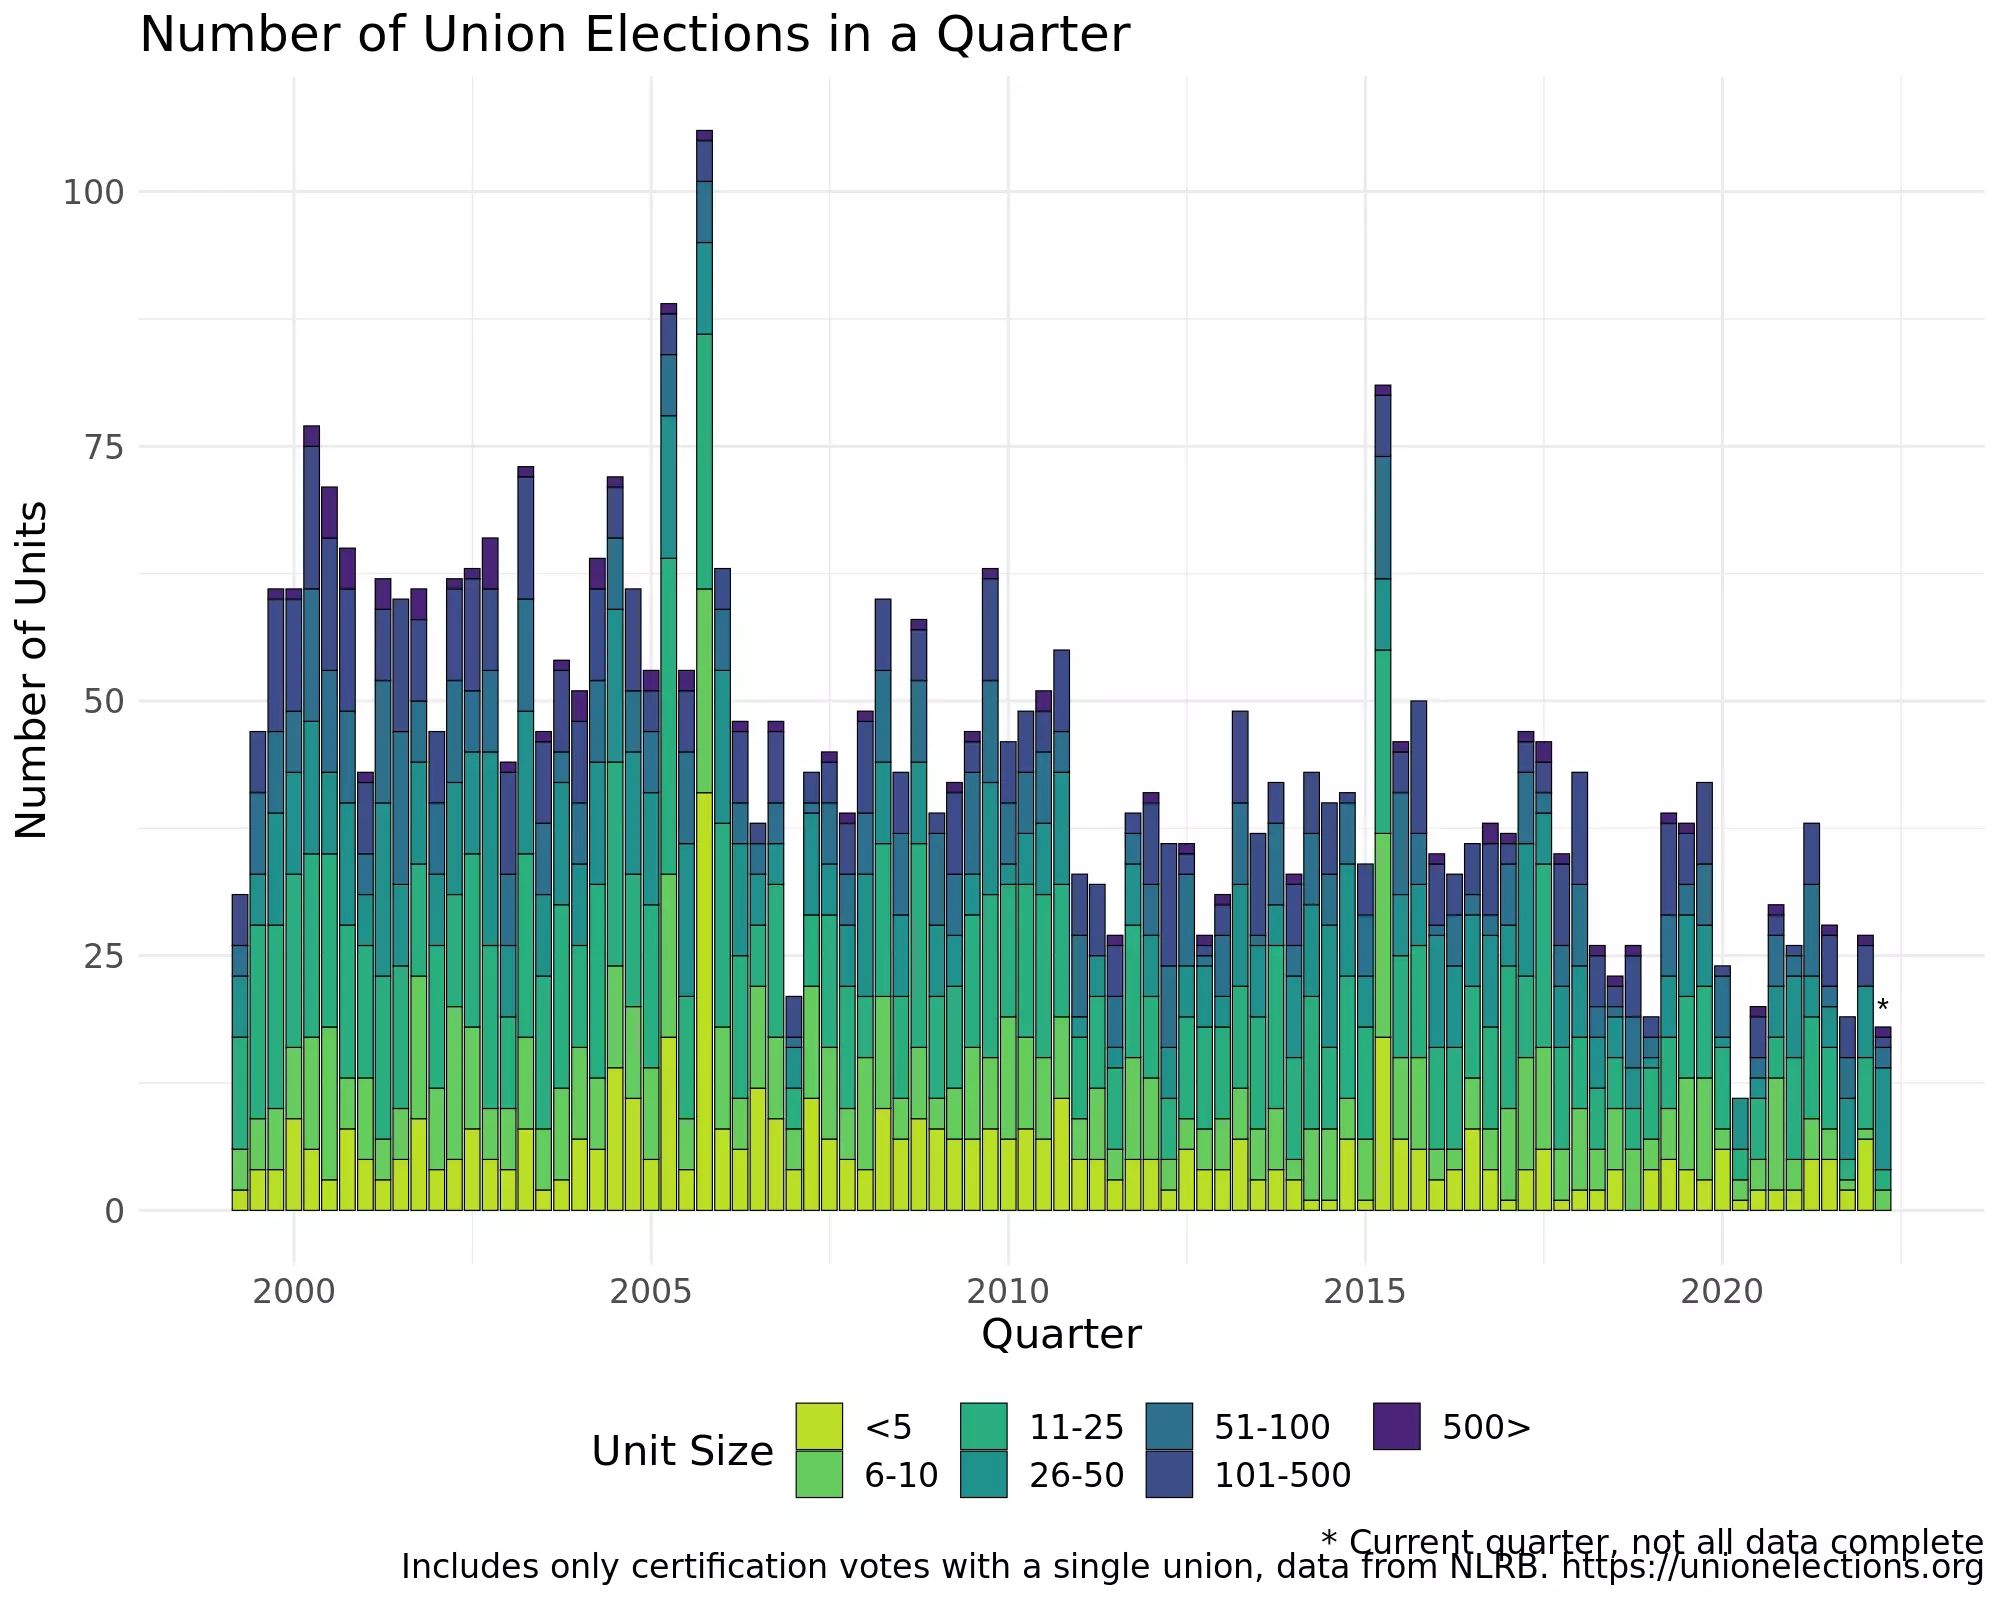 Number of Union Elections in a Quarter
Number of Units
100
75
50
25
0
*
2000 2005 2010 2015 2020
Quarter
Unit Size
<5 11-25 51-100 500>
6-10 26-50 101-500
* Current quarter, not all data complete
Includes only certification votes with a single union, data from NLRB. https://unionelections.org